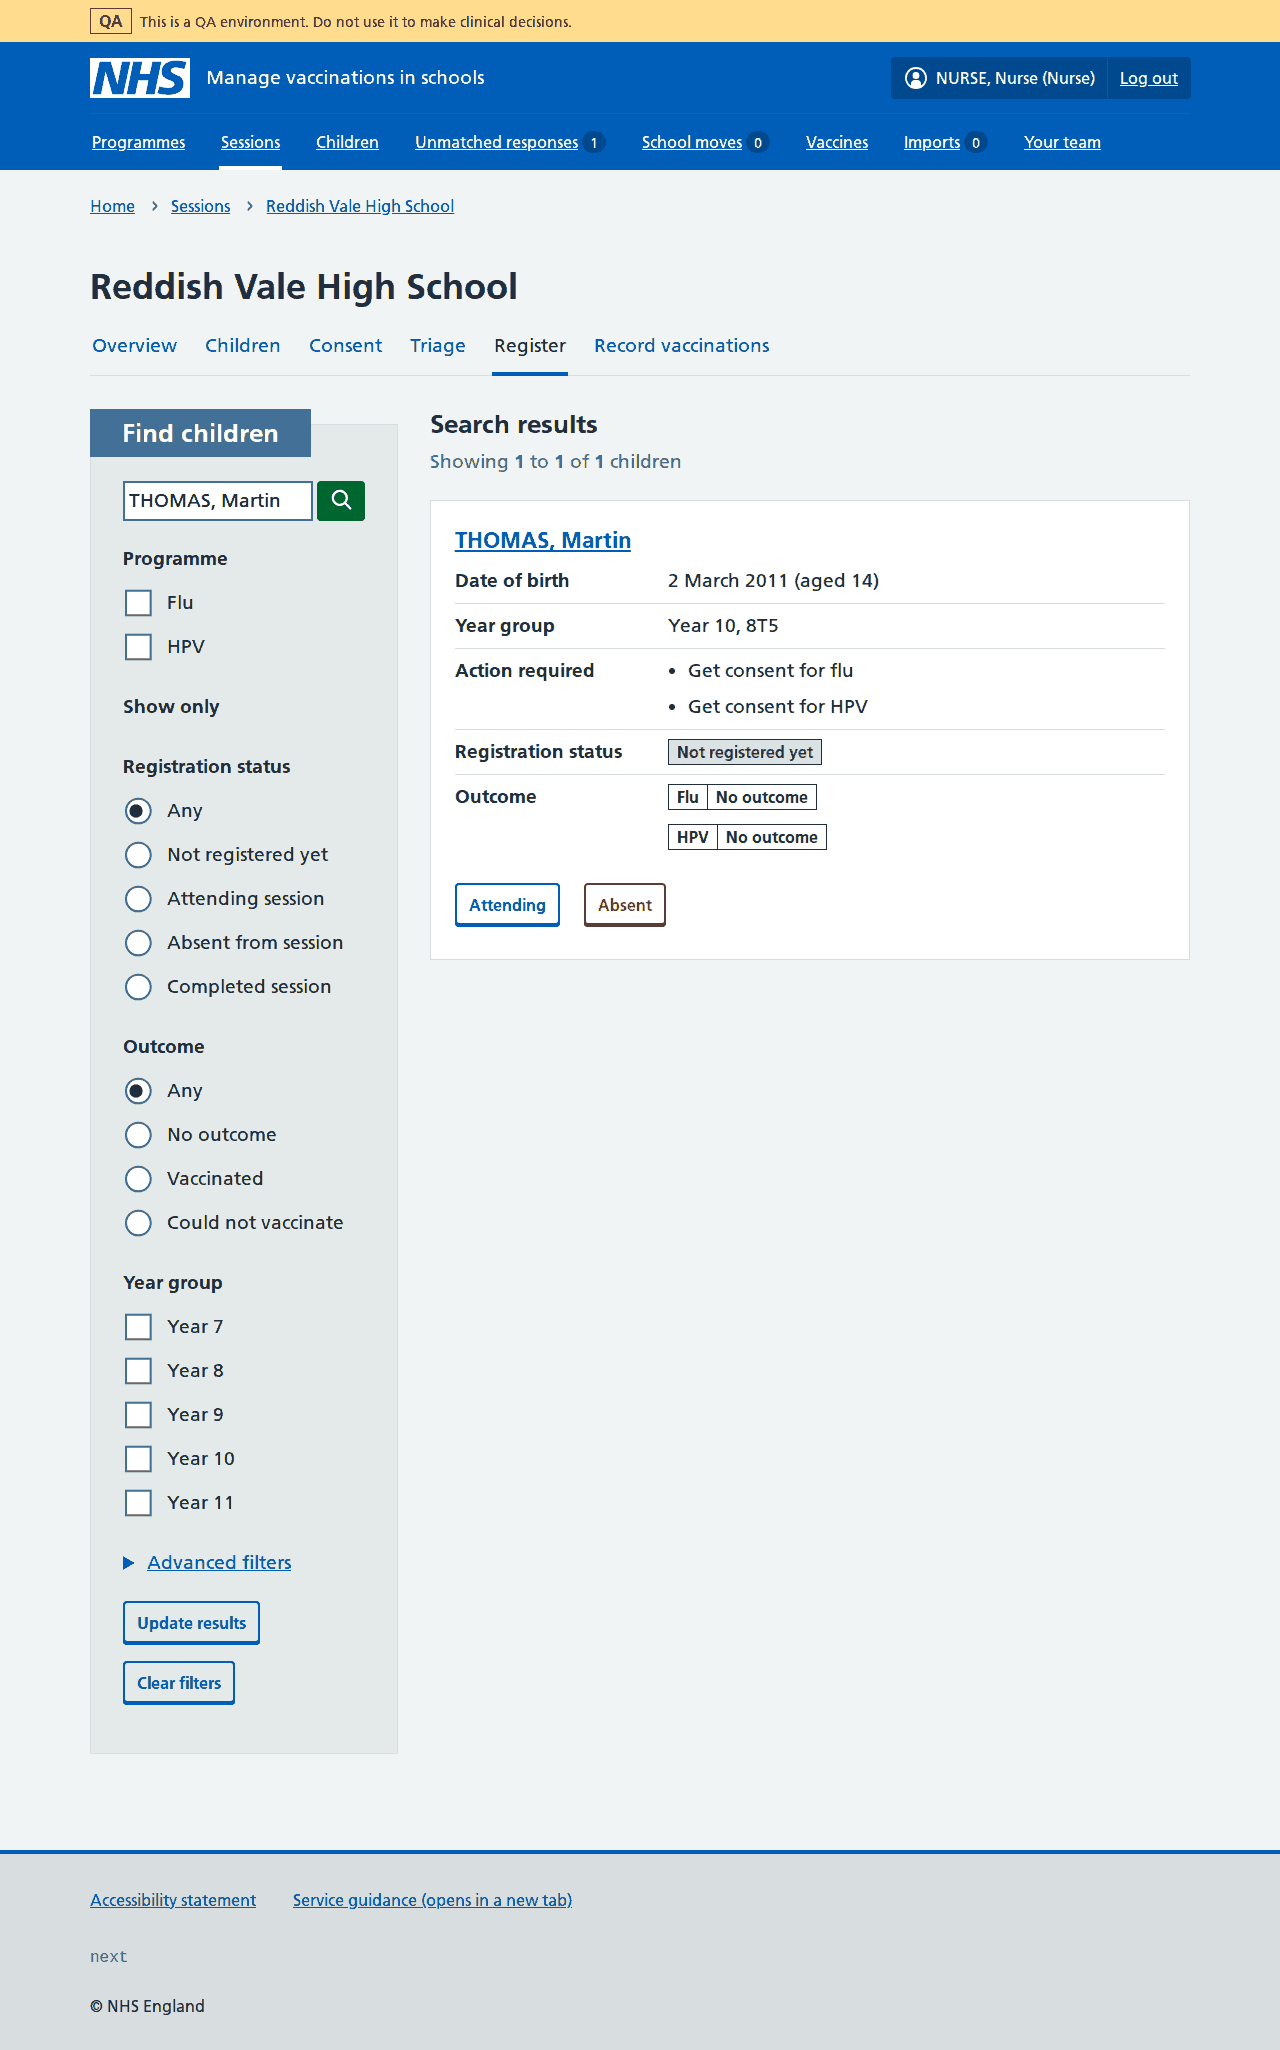 QA This is a QA environment. Do not use it to make clinical decisions.
NHS Manage vaccinations in schools NURSE, Nurse (Nurse) Log out
Programmes Sessions Children Unmatched responses 1 School moves 0 Vaccines Imports 0 Your team
Home Sessions Reddish Vale High School
Reddish Vale High School
Overview Children Consent Triage Register Record vaccinations
Find children
THOMAS, Martin
Programme
Flu
HPV
Show only
Registration status
Any
Not registered yet
Attending session
Absent from session
Completed session
Outcome
Any
No outcome
Vaccinated
Could not vaccinate
Year group
Year 7
Year 8
Year 9
Year 10
Year 11
Advanced filters
Update results
Clear filters
Search results
Showing 1 to 1 of 1 children
THOMAS, Martin
Date of birth 2 March 2011 (aged 14)
Year group Year 10, 8T5
Action required • Get consent for flu
• Get consent for HPV
Registration status Not registered yet
Outcome Flu No outcome
HPV No outcome
Attending Absent
Accessibility statement Service guidance (opens in a new tab)
next
© NHS England